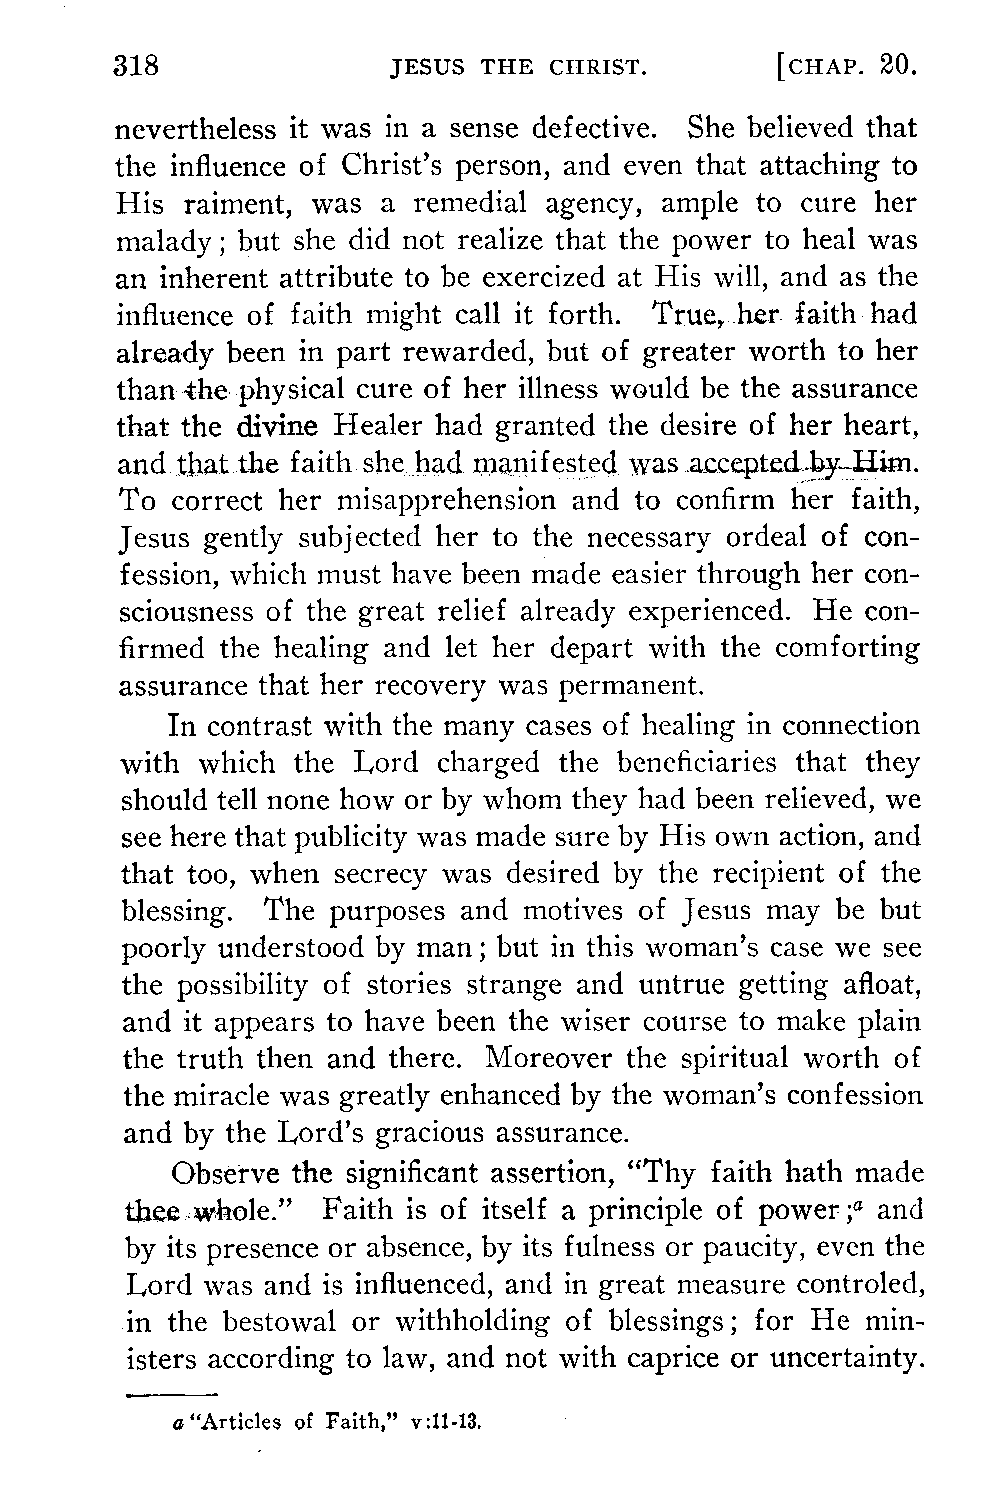 318 JESUS THE CHRIST. [CHAP. 20.
nevertheless it was in a sense defective. She believed that
the influence of Christ's person, and even that attaching to
His raiment, was a remedial agency, ample to cure her
malady; but she did not realize that the power to heal was
an inherent attribute to be exercized at His will, and as the
influence of faith might call it forth. True, her faith had
already been in part rewarded, but of greater worth to her
than the physical cure of her illness would be the assurance
that the divine Healer had granted the desire of her heart,
and that the faith she had manifested was accepted by Him.
To correct her misapprehension and to confirm her faith,
Jesus gently subjected her to the necessary ordeal of con-
fession, which must have been made easier through her con-
sciousness of the great relief already experienced. He con-
firmed the healing and let her depart with the comforting
assurance that her recovery was permanent.
In contrast with the many cases of healing in connection
with which the Lord charged the beneficiaries that they
should tell none how or by whom they had been relieved, we
see here that publicity was made sure by His own action, and
that too, when secrecy was desired by the recipient of the
blessing. The purposes and motives of Jesus may be but
poorly understood by man; but in this woman's case we see
the possibility of stories strange and untrue getting afloat,
and it appears to have been the wiser course to make plain
the truth then and there. Moreover the spiritual worth of
the miracle was greatly enhanced by the woman's confession
and by the Lord's gracious assurance.
Observe the significant assertion, "Thy faith hath made
thee whole." Faith is of itself a principle of power;a and
by its presence or absence, by its fulness or paucity, even the
Lord was and is influenced, and in great measure controled,
in the bestowal or withholding of blessings; for He min-
isters according to law, and not with caprice or uncertainty.
a "Articles of Faith," v:11-13.